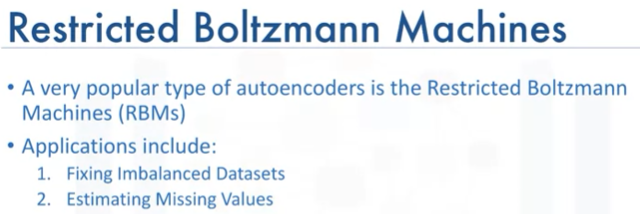 Restricted Boltzmann Machines
• A very popular type of autoencoders is the Restricted Boltzmann
Machines (RBMs)
• Applications include:
1. Fixing Imbalanced Datasets
2. Estimating Missing Values